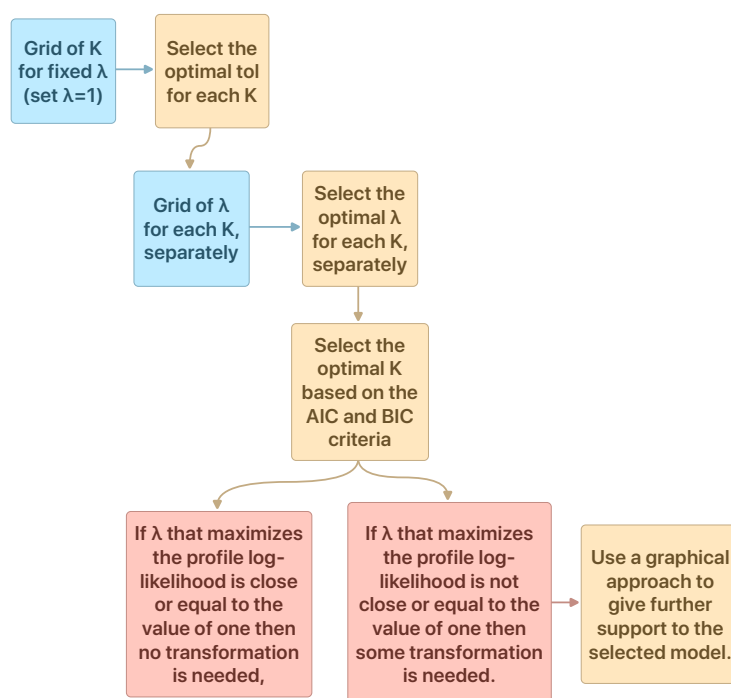 Grid of K
for fixed λ
(set λ=1)
Select the
optimal tol
for each K
Grid of λ
for each K,
separately
Select the
optimal λ
for each K,
separately
Select the
optimal K
based on the
AIC and BIC
criteria
If λ that maximizes
the profile log-
likelihood is close
or equal to the
value of one then
no transformation
is needed,
If λ that maximizes
the profile log-
likelihood is not
close or equal to the
value of one then
some transformation
is needed.
Use a graphical
approach to
give further
support to the
selected model.